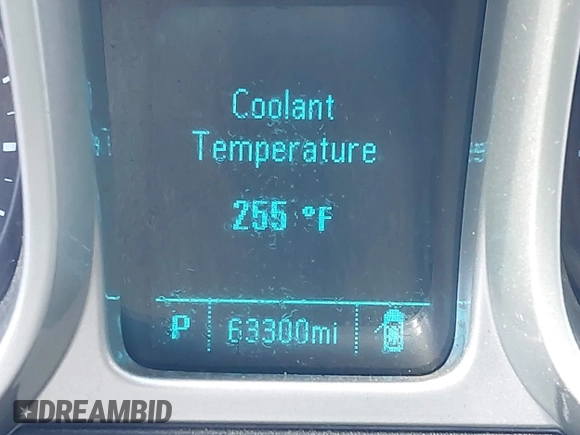 Coolant
Temperature
255 °F
P 63300mi
DREAMBID